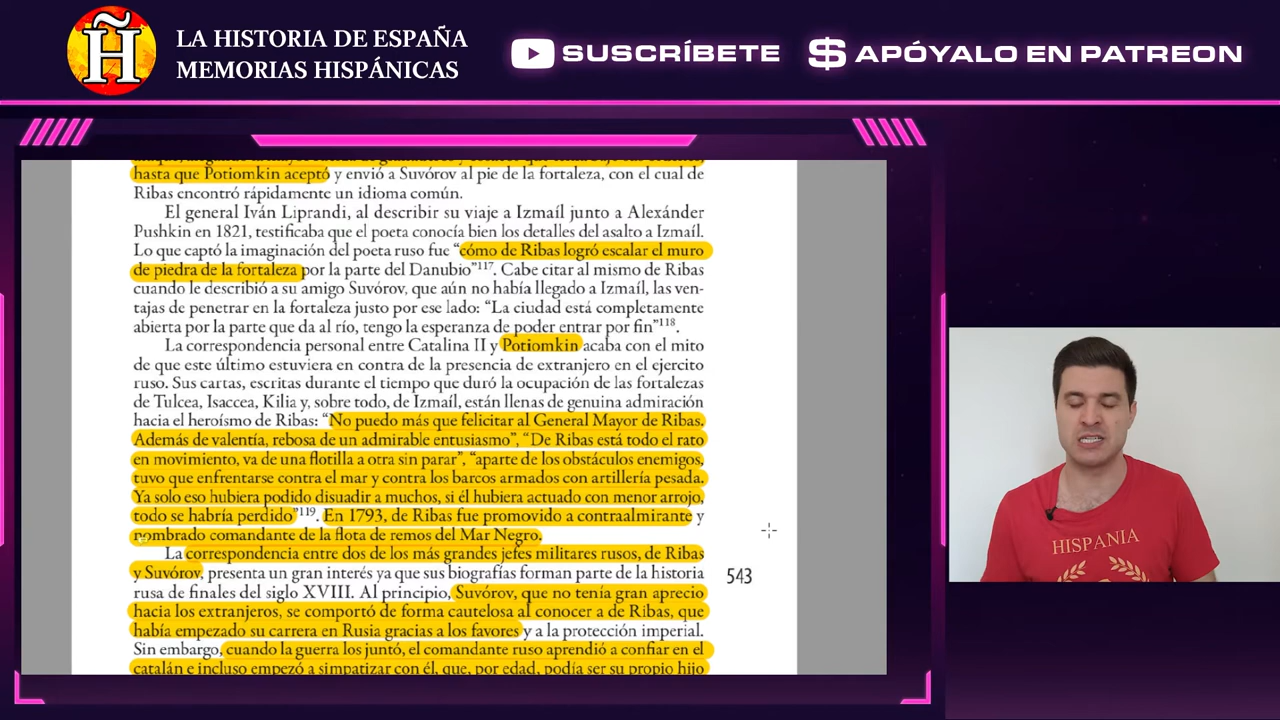 LA HISTORIA DE ESPAÑA
MEMORIAS HISPÁNICAS
SUSCRÍBETE
$ APÓYALO EN PATREON
Ñ
H
hasta que Potiomkin aceptó y envió a Suvórov al pie de la fortaleza, con el cual de
Ribas encontró rápidamente un idioma común.
El general Iván Liprandi, al describir su viaje a Izmaíl junto a Alexánder
Pushkin en 1821, testificaba que el poeta conocía bien los detalles del asalto a Izmaíl.
Lo que captó la imaginación del poeta ruso fue “cómo de Ribas logró escalar el muro
de piedra de la fortaleza por la parte del Danubio”117. Cabe citar al mismo de Ribas
cuando le describió a su amigo Suvórov, que aún no había llegado a Izmaíl, las ven-
tajas de penetrar en la fortaleza justo por ese lado: “La ciudad está completamente
abierta por la parte que da al río, tengo la esperanza de poder entrar por fin”118.
La correspondencia personal entre Catalina II y Potiomkin acaba con el mito
de que este último estuviera en contra de la presencia de extranjero en el ejercito
ruso. Sus cartas, escritas durante el tiempo que duró la ocupación de las fortalezas
de Tulcea, Isaccea, Kilia y, sobre todo, de Izmaíl, están llenas de genuina admiración
hacia el heroísmo de Ribas: “No puedo más que felicitar al General Mayor de Ribas.
Además de valentía, rebosa de un admirable entusiasmo”, “De Ribas está todo el rato
en movimiento, va de una flotilla a otra sin parar”, “aparte de los obstáculos enemigos,
tuvo que enfrentarse contra el mar y contra los barcos armados con artillería pesada.
Ya solo eso hubiera podido disuadir a muchos, si él hubiera actuado con menor arrojo,
todo se habría perdido”119. En 1793, de Ribas fue promovido a contraalmirante y
nombrado comandante de la flota de remos del Mar Negro.
La correspondencia entre dos de los más grandes jefes militares rusos, de Ribas
y Suvórov, presenta un gran interés ya que sus biografías forman parte de la historia
rusa de finales del siglo XVIII. Al principio, Suvórov, que no tenía gran aprecio
hacia los extranjeros, se comportó de forma cautelosa al conocer a de Ribas, que
había empezado su carrera en Rusia gracias a los favores y a la protección imperial.
Sin embargo, cuando la guerra los juntó, el comandante ruso aprendió a confiar en el
catalán e incluso empezó a simpatizar con él, que, por edad, podía ser su propio hijo
543
HISPANIA